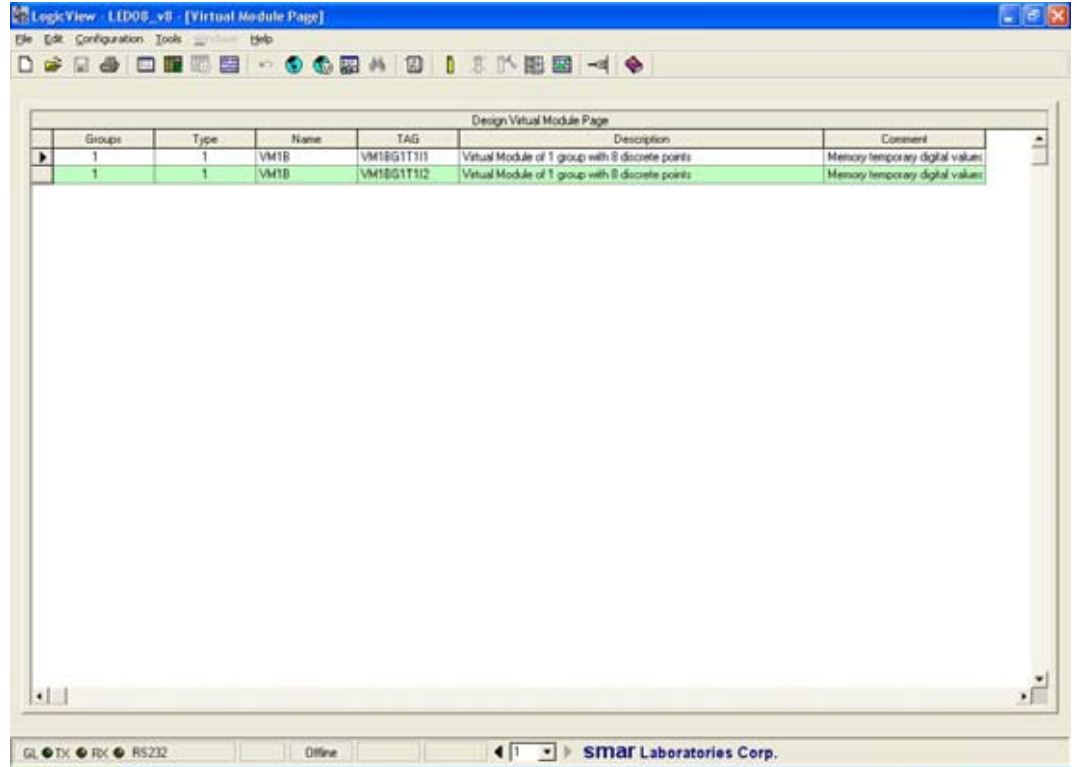 LogicView - LED08_v8 - [Virtual Module Page]
File Edit Configuration Tools Window Help
Design Virtual Module Page
Groups Type Name TAG Description Comment
1 1 VM1B VM1BG1T1I1 Virtual Module of 1 group with 8 discrete points Memory temporary digital values
1 1 VM1B VM1BG1T1I2 Virtual Module of 1 group with 8 discrete points Memory temporary digital values
GL TX RX RS232 Offline 1 smar Laboratories Corp.